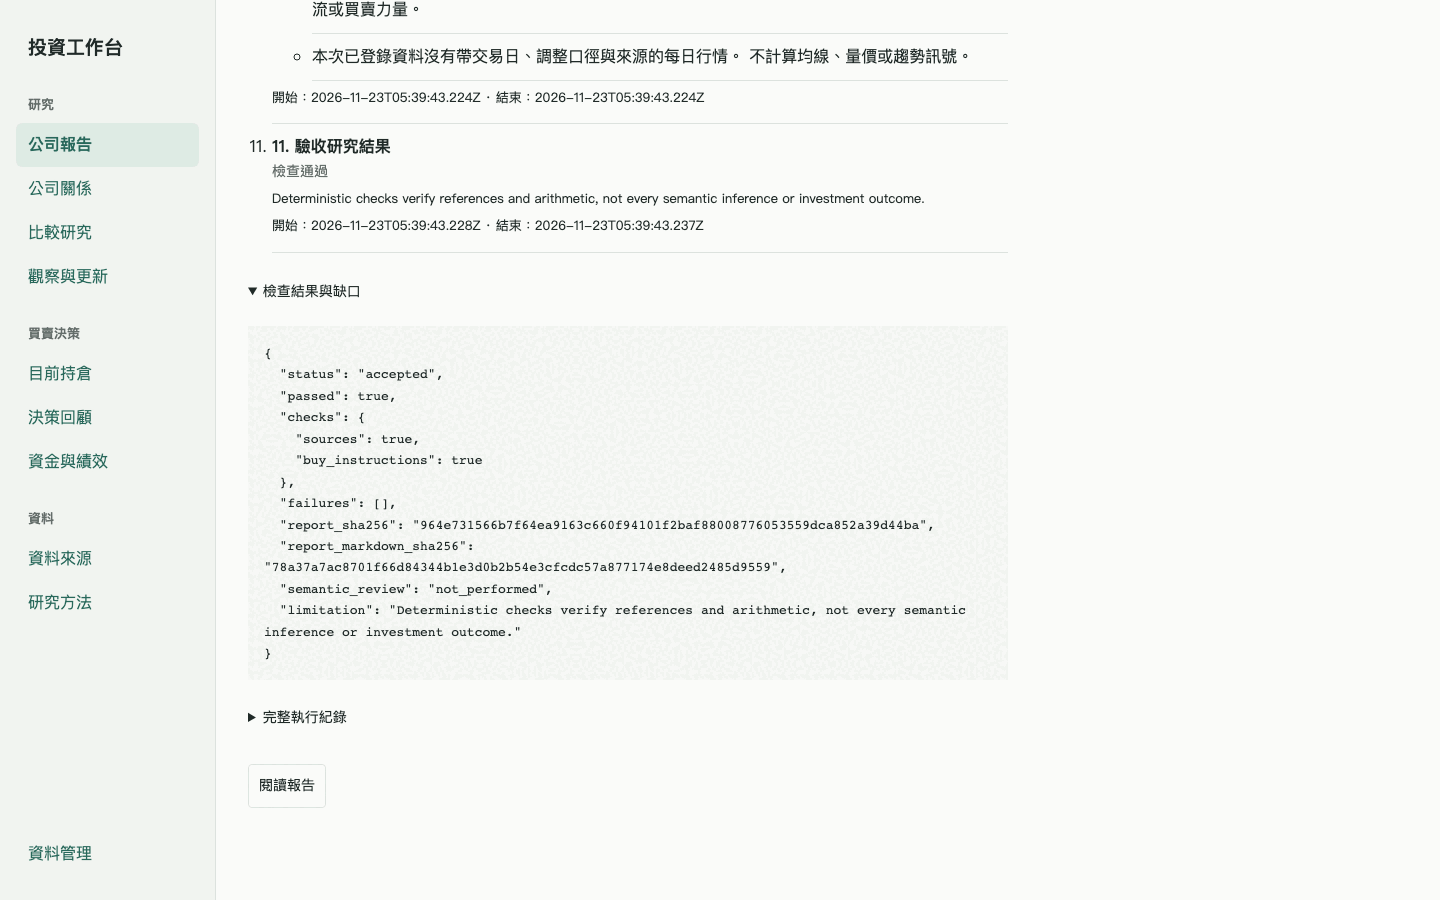 投資工作台
研究
公司報告
公司關係
比較研究
觀察與更新
買賣決策
目前持倉
決策回顧
資金與績效
資料
資料來源
研究方法
資料管理
流或買賣力量。
本次已登錄資料沒有帶交易日、調整口徑與來源的每日行情。 不計算均線、量價或趨勢訊號。
開始：2026-11-23T05:39:43.224Z · 結束：2026-11-23T05:39:43.224Z
11. 11. 驗收研究結果
檢查通過
Deterministic checks verify references and arithmetic, not every semantic inference or investment outcome.
開始：2026-11-23T05:39:43.228Z · 結束：2026-11-23T05:39:43.237Z
檢查結果與缺口
{
  "status": "accepted",
  "passed": true,
  "checks": {
    "sources": true,
    "buy_instructions": true
  },
  "failures": [],
  "report_sha256": "964e731566b7f64ea9163c660f94101f2baf88008776053559dca852a39d44ba",
  "report_markdown_sha256":
"78a37a7ac8701f66d84344b1e3d0b2b54e3cfcdc57a877174e8deed2485d9559",
  "semantic_review": "not_performed",
  "limitation": "Deterministic checks verify references and arithmetic, not every semantic
inference or investment outcome."
}
完整執行紀錄
閱讀報告